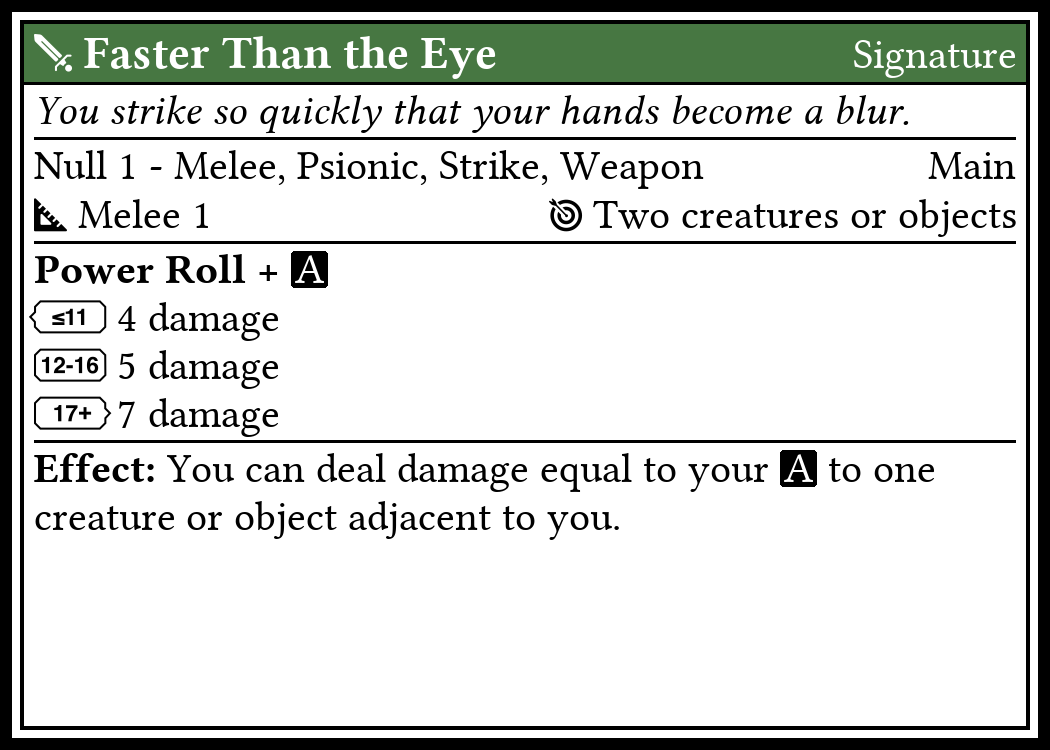 Faster Than the Eye Signature
You strike so quickly that your hands become a blur.
Null 1 - Melee, Psionic, Strike, Weapon Main
Melee 1 Two creatures or objects
Power Roll + A
≤11 4 damage
12-16 5 damage
17+ 7 damage
Effect: You can deal damage equal to your A to one
creature or object adjacent to you.